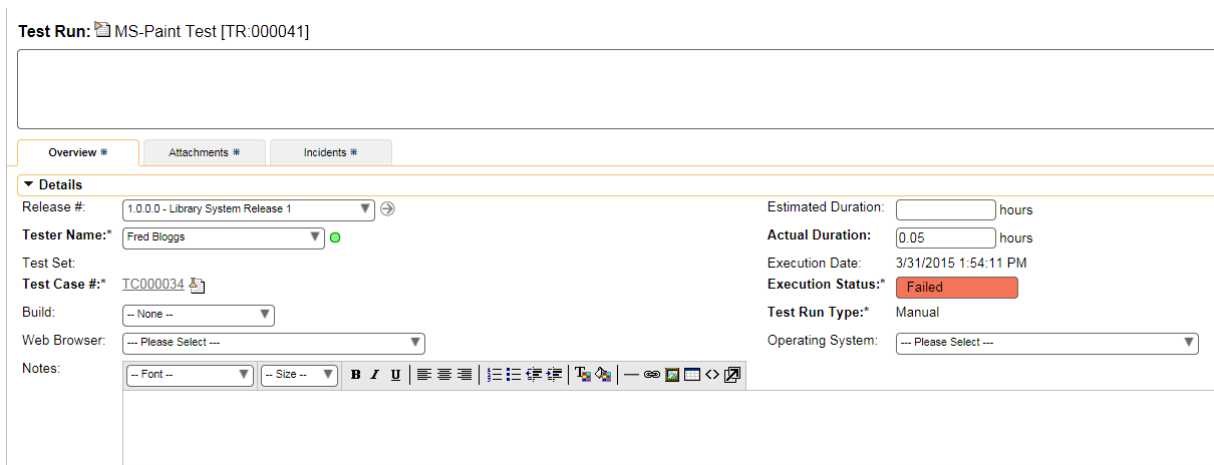 Test Run: MS-Paint Test [TR:000041]
Overview Attachments Incidents
Details
Release #: 1.0.0.0 - Library System Release 1 Estimated Duration: hours
Tester Name:* Fred Bloggs Actual Duration: 0.05 hours
Test Set: Execution Date: 3/31/2015 1:54:11 PM
Test Case #:* TC000034 Execution Status:* Failed
Build: -- None -- Test Run Type:* Manual
Web Browser: --- Please Select --- Operating System: --- Please Select ---
Notes: -- Font -- -- Size -- B I U